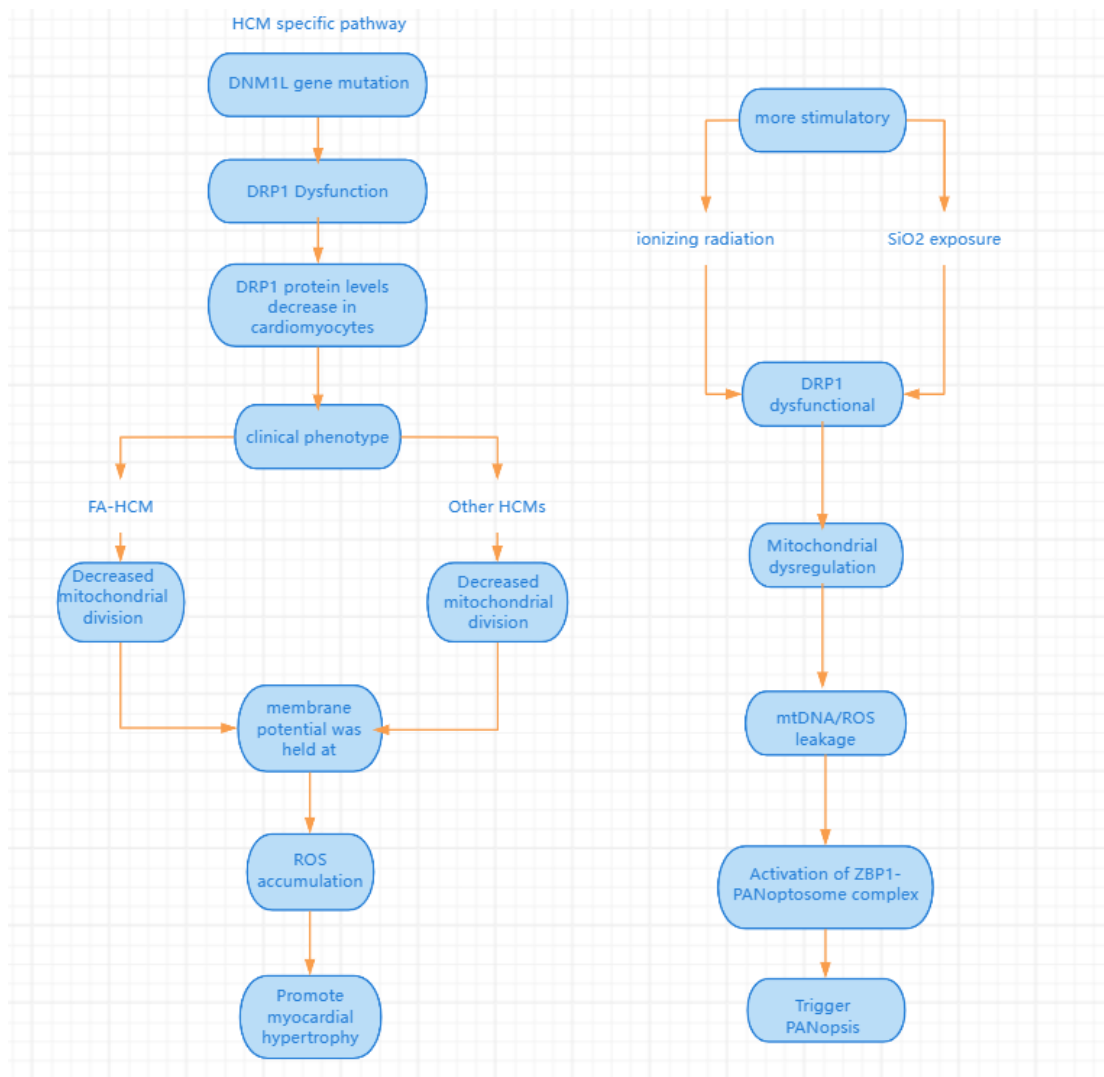 HCM specific pathway
DNM1L gene mutation
DRP1 Dysfunction
DRP1 protein levels
decrease in
cardiomyocytes
clinical phenotype
FA-HCM
Other HCMs
Decreased
mitochondrial
division
Decreased
mitochondrial
division
membrane
potential was
held at
ROS
accumulation
Promote
myocardial
hypertrophy
more stimulatory
ionizing radiation
SiO2 exposure
DRP1
dysfunctional
Mitochondrial
dysregulation
mtDNA/ROS
leakage
Activation of ZBP1-
PANoptosome complex
Trigger
PANopsis